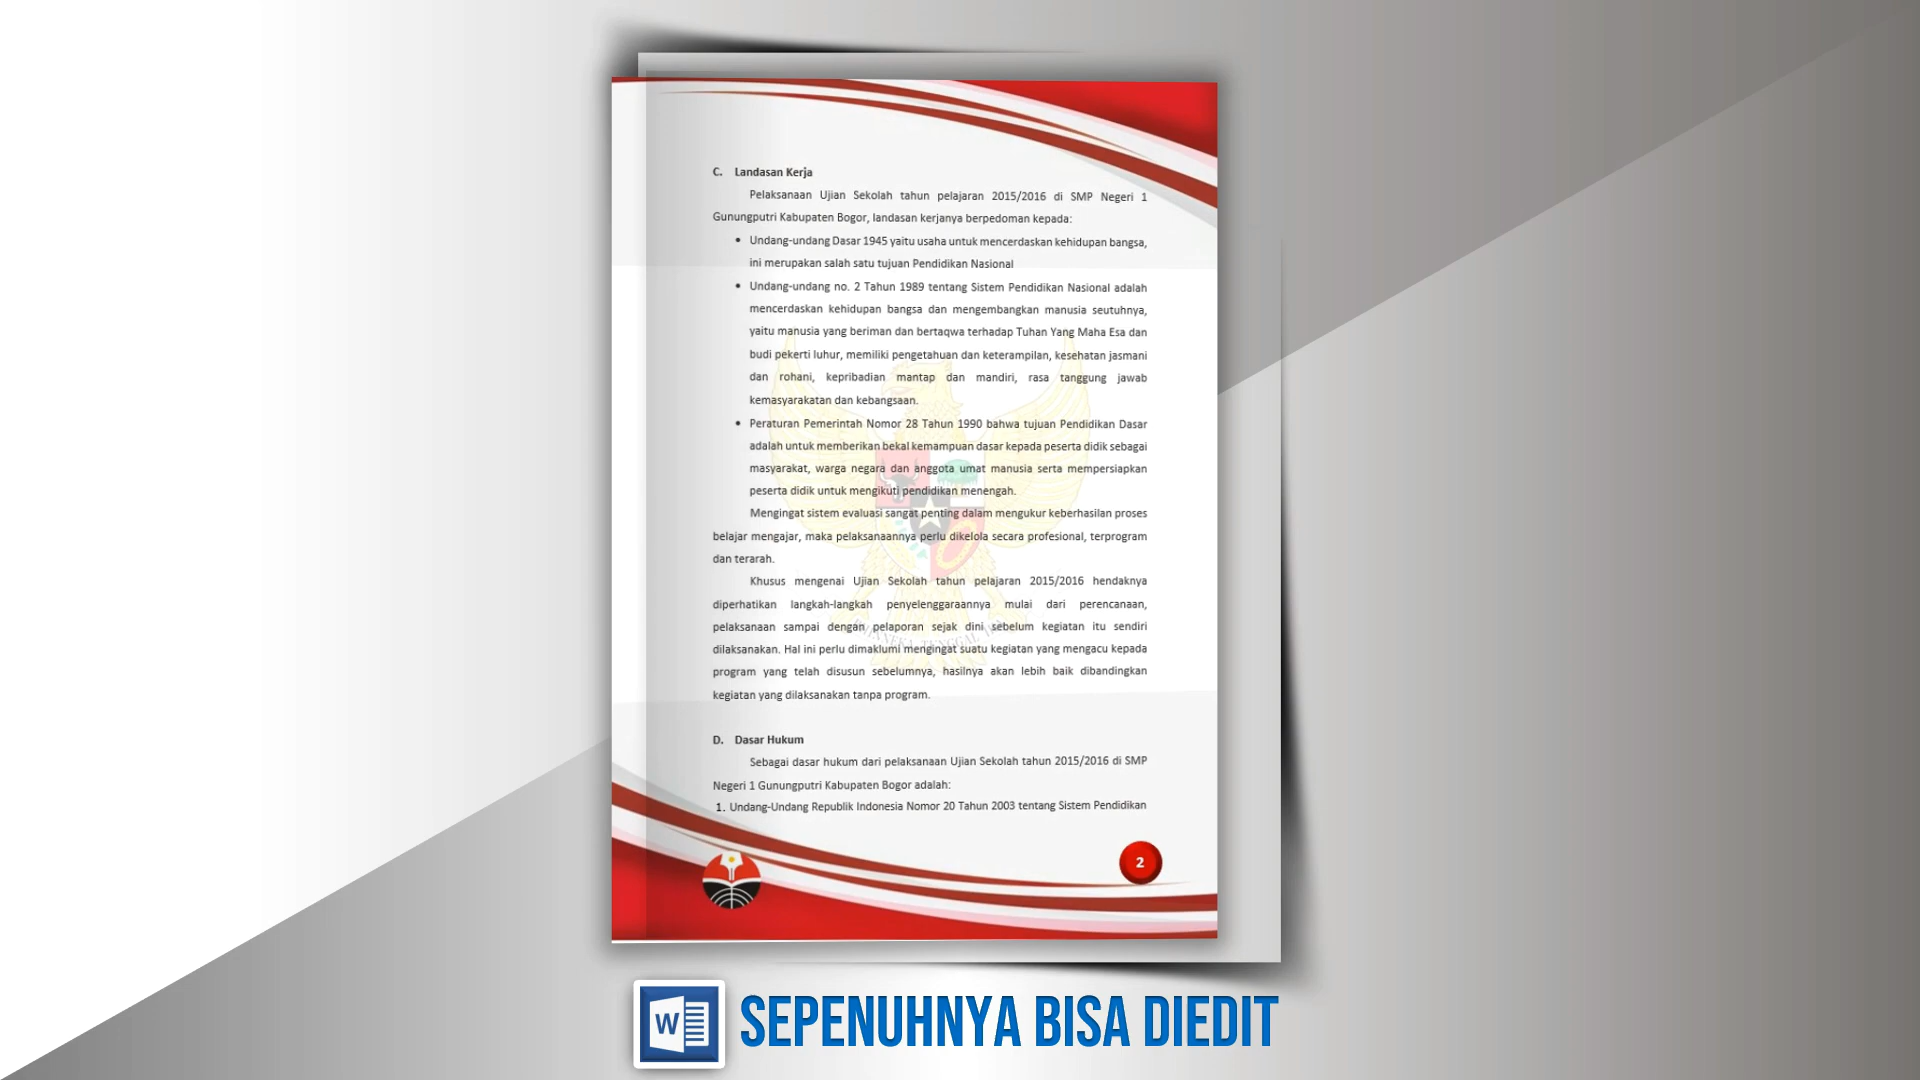 C. Landasan Kerja
Pelaksanaan Ujian Sekolah tahun pelajaran 2015/2016 di SMP Negeri 1
Gunungputri Kabupaten Bogor, landasan kerjanya berpedoman kepada:
• Undang-undang Dasar 1945 yaitu usaha untuk mencerdaskan kehidupan bangsa,
ini merupakan salah satu tujuan Pendidikan Nasional
• Undang-undang no. 2 Tahun 1989 tentang Sistem Pendidikan Nasional adalah
mencerdaskan kehidupan bangsa dan mengembangkan manusia seutuhnya,
yaitu manusia yang beriman dan bertaqwa terhadap Tuhan Yang Maha Esa dan
budi pekerti luhur, memiliki pengetahuan dan keterampilan, kesehatan jasmani
dan rohani, kepribadian mantap dan mandiri, rasa tanggung jawab
kemasyarakatan dan kebangsaan.
• Peraturan Pemerintah Nomor 28 Tahun 1990 bahwa tujuan Pendidikan Dasar
adalah untuk memberikan bekal kemampuan dasar kepada peserta didik sebagai
masyarakat, warga negara dan anggota umat manusia serta mempersiapkan
peserta didik untuk mengikuti pendidikan menengah.
Mengingat sistem evaluasi sangat penting dalam mengukur keberhasilan proses
belajar mengajar, maka pelaksanaannya perlu dikelola secara profesional, terprogram
dan terarah.
Khusus mengenai Ujian Sekolah tahun pelajaran 2015/2016 hendaknya
diperhatikan langkah-langkah penyelenggaraannya mulai dari perencanaan,
pelaksanaan sampai dengan pelaporan sejak dini sebelum kegiatan itu sendiri
dilaksanakan. Hal ini perlu dimaklumi mengingat suatu kegiatan yang mengacu kepada
program yang telah disusun sebelumnya, hasilnya akan lebih baik dibandingkan
kegiatan yang dilaksanakan tanpa program.
D. Dasar Hukum
Sebagai dasar hukum dari pelaksanaan Ujian Sekolah tahun 2015/2016 di SMP
Negeri 1 Gunungputri Kabupaten Bogor adalah:
1. Undang-Undang Republik Indonesia Nomor 20 Tahun 2003 tentang Sistem Pendidikan
2
W
SEPENUHNYA BISA DIEDIT